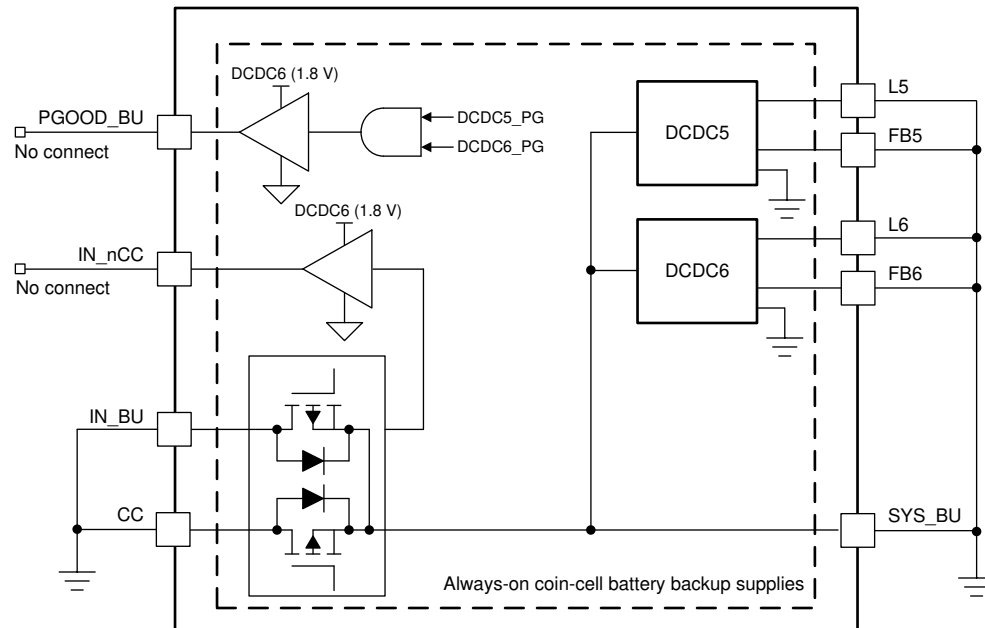 DCDC6 (1.8 V)
PGOOD_BU
No connect
DCDC5_PG
DCDC6_PG
DCDC5
L5
FB5
DCDC6 (1.8 V)
IN_nCC
No connect
DCDC6
L6
FB6
IN_BU
CC
SYS_BU
Always-on coin-cell battery backup supplies